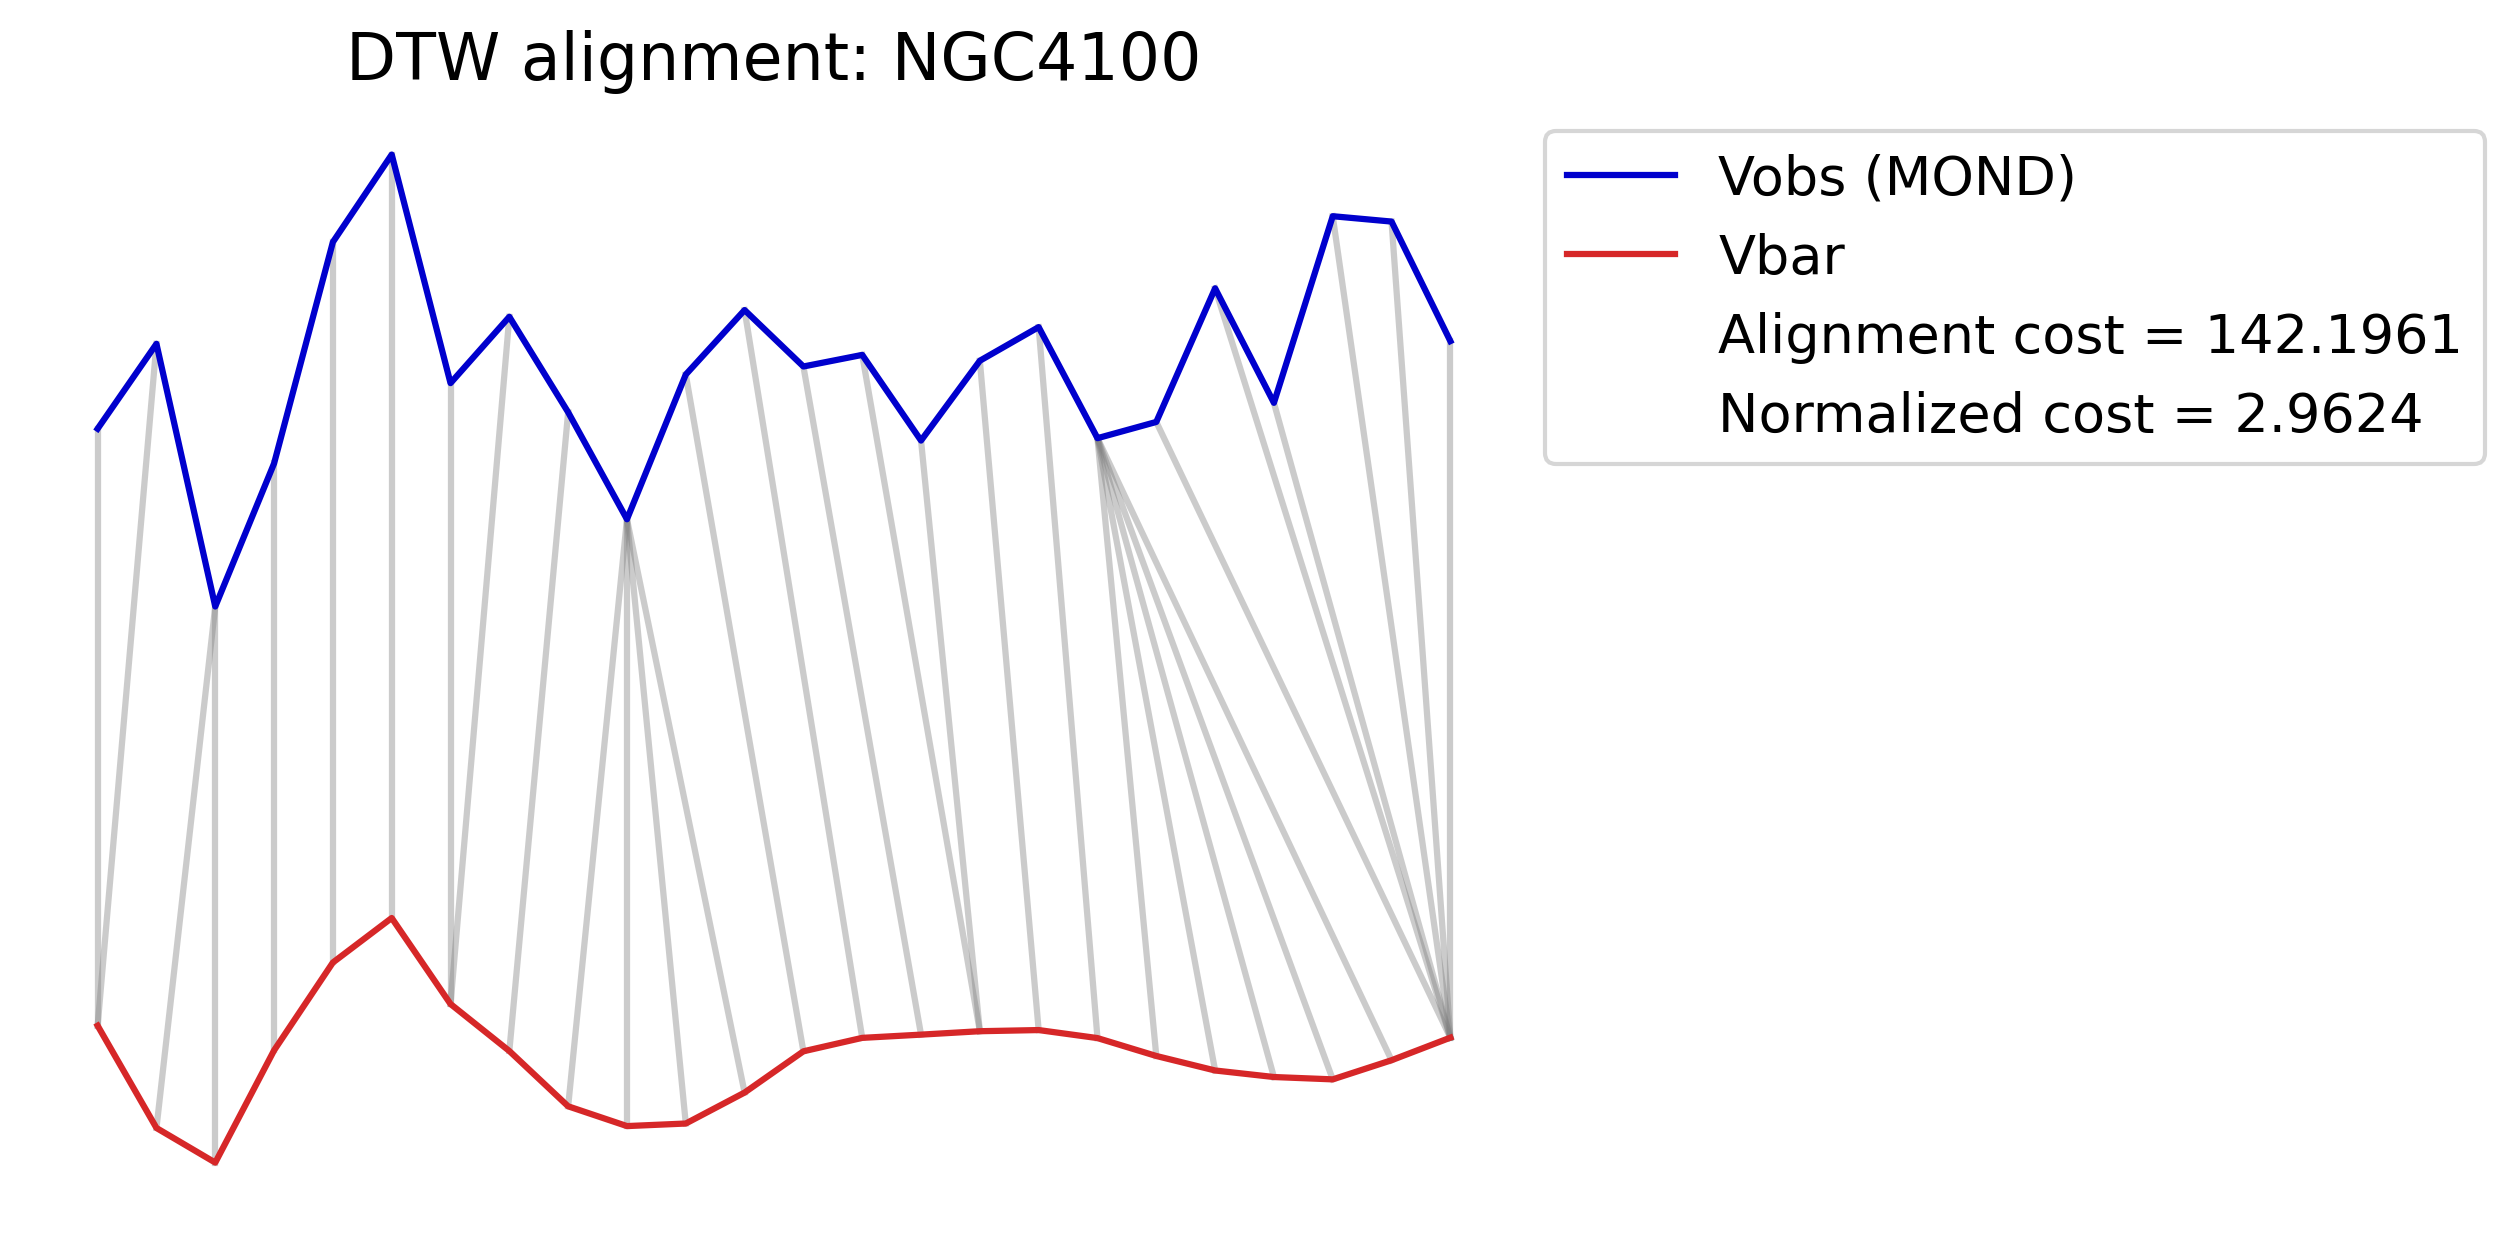 DTW alignment: NGC4100
Vobs (MOND)
Vbar
Alignment cost = 142.1961
Normalized cost = 2.9624